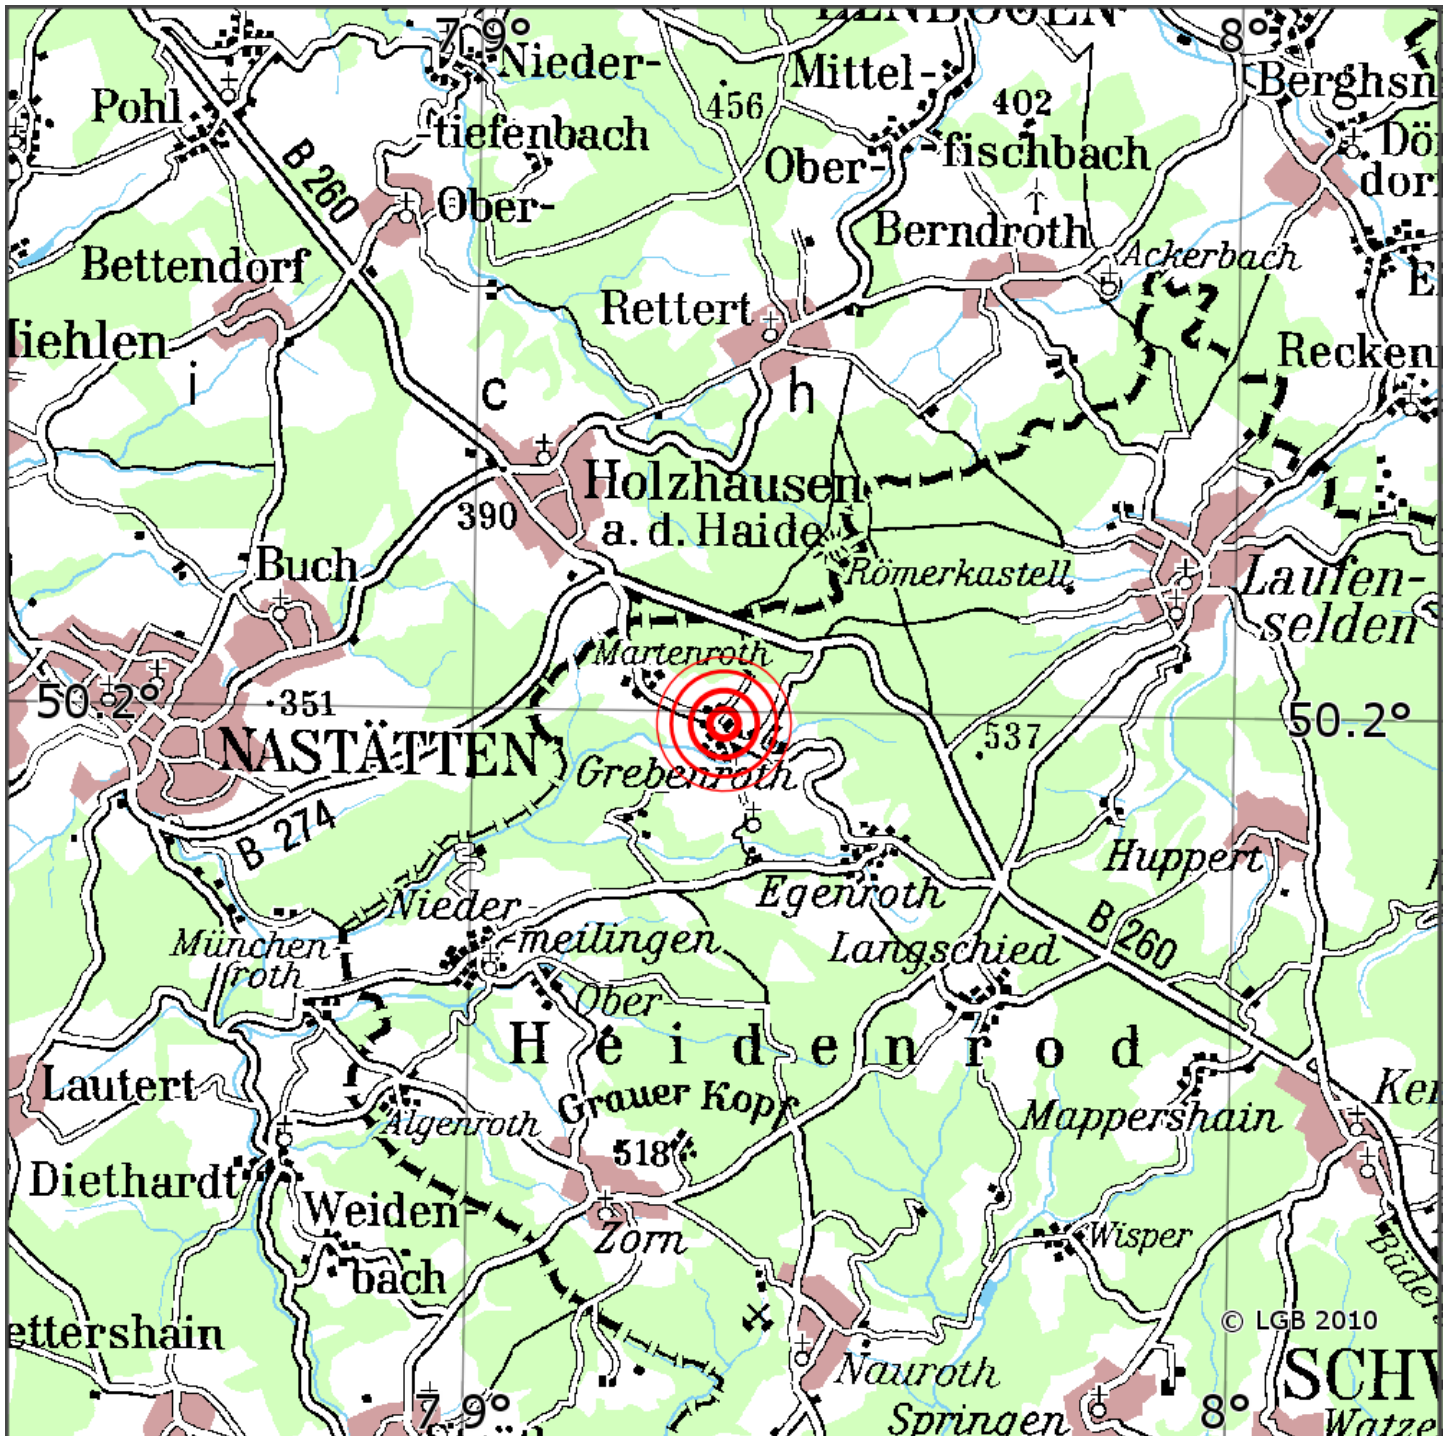 7.9°
8°
Nieder-
Mittel-
Berghsn
Pohl
456
402
-tiefenbach
-fischbach
Ober-
B 260
Ober-
Berndroth
Ackerbach
Bettendorf
Rettert
iehlen
Recken
i
c
h
Holzhausen
390
a. d. Haide
Buch
Römerkastell
Laufen-
selden
Martenroth
50.2°
351
50.2°
537
NASTÄTTEN
Grebenroth
B 274
Huppert
Egenroth
Nieder-
B 260
München-
-meilingen
Langschied
roth
Ober
Heidenrod
Lautert
Grauer Kopf
Mappershain
Algenroth
518
Diethardt
Weiden-
Zorn
Wisper
bach
ettershain
© LGB 2010
Nauroth
SCHW
7.9°
8°
Springen